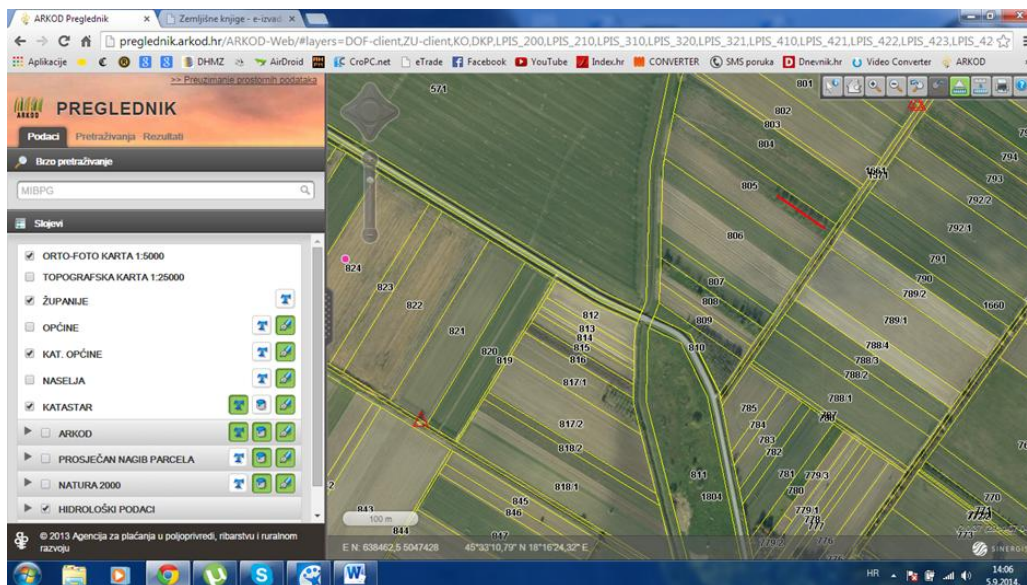 ARKOD Preglednik
Zemljišne knjige - e-izvad
preglednik.arkod.hr/ARKOD-Web/#layers=DOF-client,ZU-client,KO,DKP,LPIS_200,LPIS_210,LPIS_310,LPIS_320,LPIS_321,LPIS_410,LPIS_421,LPIS_422,LPIS_423,LPIS_42
Aplikacije DHMZ AirDroid CroPC.net eTrade Facebook YouTube Index.hr CONVERTER SMS poruka Dnevnik.hr Video Converter ARKOD
>> Preuzimanje prostornih podataka
ARKOD PREGLEDNIK
Podaci Pretraživanja Rezultati
Brzo pretraživanje
MIBPG
Slojevi
ORTO-FOTO KARTA 1:5000
TOPOGRAFSKA KARTA 1:25000
ŽUPANIJE
OPĆINE
KAT. OPĆINE
NASELJA
KATASTAR
ARKOD
PROSJEČAN NAGIB PARCELA
NATURA 2000
HIDROLOŠKI PODACI
© 2013 Agencija za plaćanja u poljoprivredi, ribarstvu i ruralnom
razvoju
571
801
802
803
804
794
805
793
792/2
806
792/1
791
824
807
790
823
808
789/2
822
1660
812
809
789/1
821
813
814
820
815
810
788/4
819
816
788/3
788/2
817/1
788/1
785
817/2
784
783
818/2
782
811
781
779/3
818/1
780
1804
770
845
843
846
779/1
778
777
844
847
779/2
776
773
100 m
E N: 638462,5 5047428 45°33'10,79" N 18°16'24,32" E
SINERGIS
HR
14:06
5.9.2014